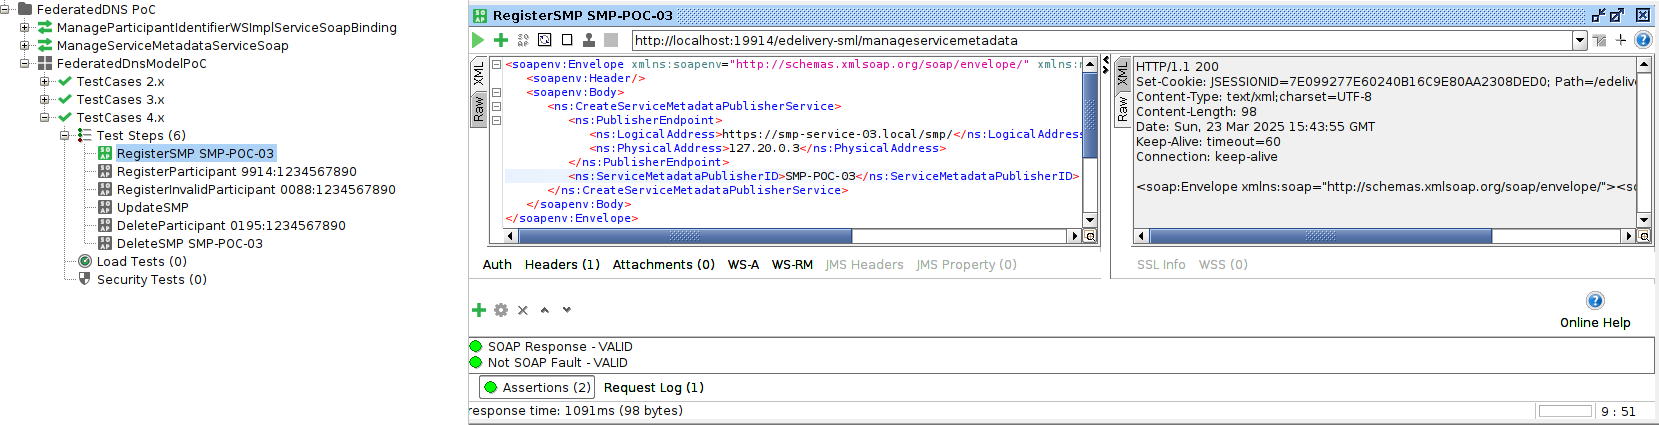 FederatedDNS PoC
ManageParticipantIdentifierWSImplServiceSoapBinding
ManageServiceMetadataServiceSoap
FederatedDnsModelPoC
TestCases 2.x
TestCases 3.x
TestCases 4.x
Test Steps (6)
RegisterSMP SMP-POC-03
RegisterParticipant 9914:1234567890
RegisterInvalidParticipant 0088:1234567890
UpdateSMP
DeleteParticipant 0195:1234567890
DeleteSMP SMP-POC-03
Load Tests (0)
Security Tests (0)
RegisterSMP SMP-POC-03
http://localhost:19914/edelivery-sml/manageservicemetadata
XML
Raw
<soapenv:Envelope xmlns:soapenv="http://schemas.xmlsoap.org/soap/envelope/" xmlns:
<soapenv:Header/>
<soapenv:Body>
<ns:CreateServiceMetadataPublisherService>
<ns:PublisherEndpoint>
<ns:LogicalAddress>https://smp-service-03.local/smp/</ns:LogicalAddress
<ns:PhysicalAddress>127.20.0.3</ns:PhysicalAddress>
</ns:PublisherEndpoint>
<ns:ServiceMetadataPublisherID>SMP-POC-03</ns:ServiceMetadataPublisherID>
</ns:CreateServiceMetadataPublisherService>
</soapenv:Body>
</soapenv:Envelope>
XML
Raw
HTTP/1.1 200
Set-Cookie: JSESSIONID=7E099277E60240B16C9E80AA2308DED0; Path=/edelive
Content-Type: text/xml;charset=UTF-8
Content-Length: 98
Date: Sun, 23 Mar 2025 15:43:55 GMT
Keep-Alive: timeout=60
Connection: keep-alive
<soap:Envelope xmlns:soap="http://schemas.xmlsoap.org/soap/envelope/"><so
Auth Headers (1) Attachments (0) WS-A WS-RM JMS Headers JMS Property (0)
SSL Info WSS (0)
Online Help
SOAP Response - VALID
Not SOAP Fault - VALID
Assertions (2) Request Log (1)
response time: 1091ms (98 bytes)
9 : 51